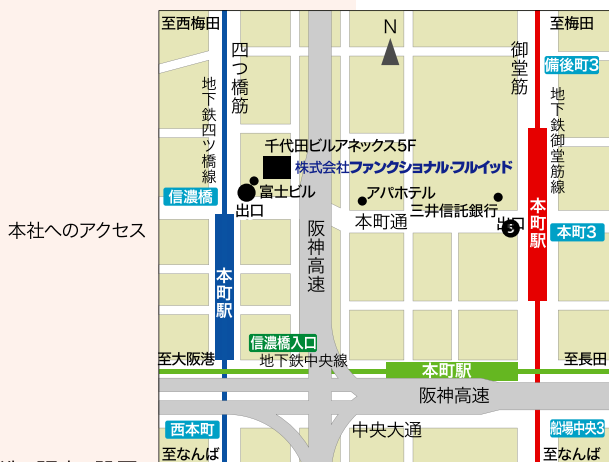 至西梅田
N
至梅田
四つ橋筋
御堂筋
備後町3
地下鉄四ツ橋線
地下鉄御堂筋線
千代田ビルアネックス5F
株式会社ファンクショナル・フルイッド
富士ビル
信濃橋
出口
アパホテル
三井信託銀行
本町通
出口
3
本町駅
本町3
本社へのアクセス
阪神高速
本町駅
信濃橋入口
地下鉄中央線
至大阪港
本町駅
至長田
阪神高速
西本町
中央大通
船場中央3
至なんば
至なんば